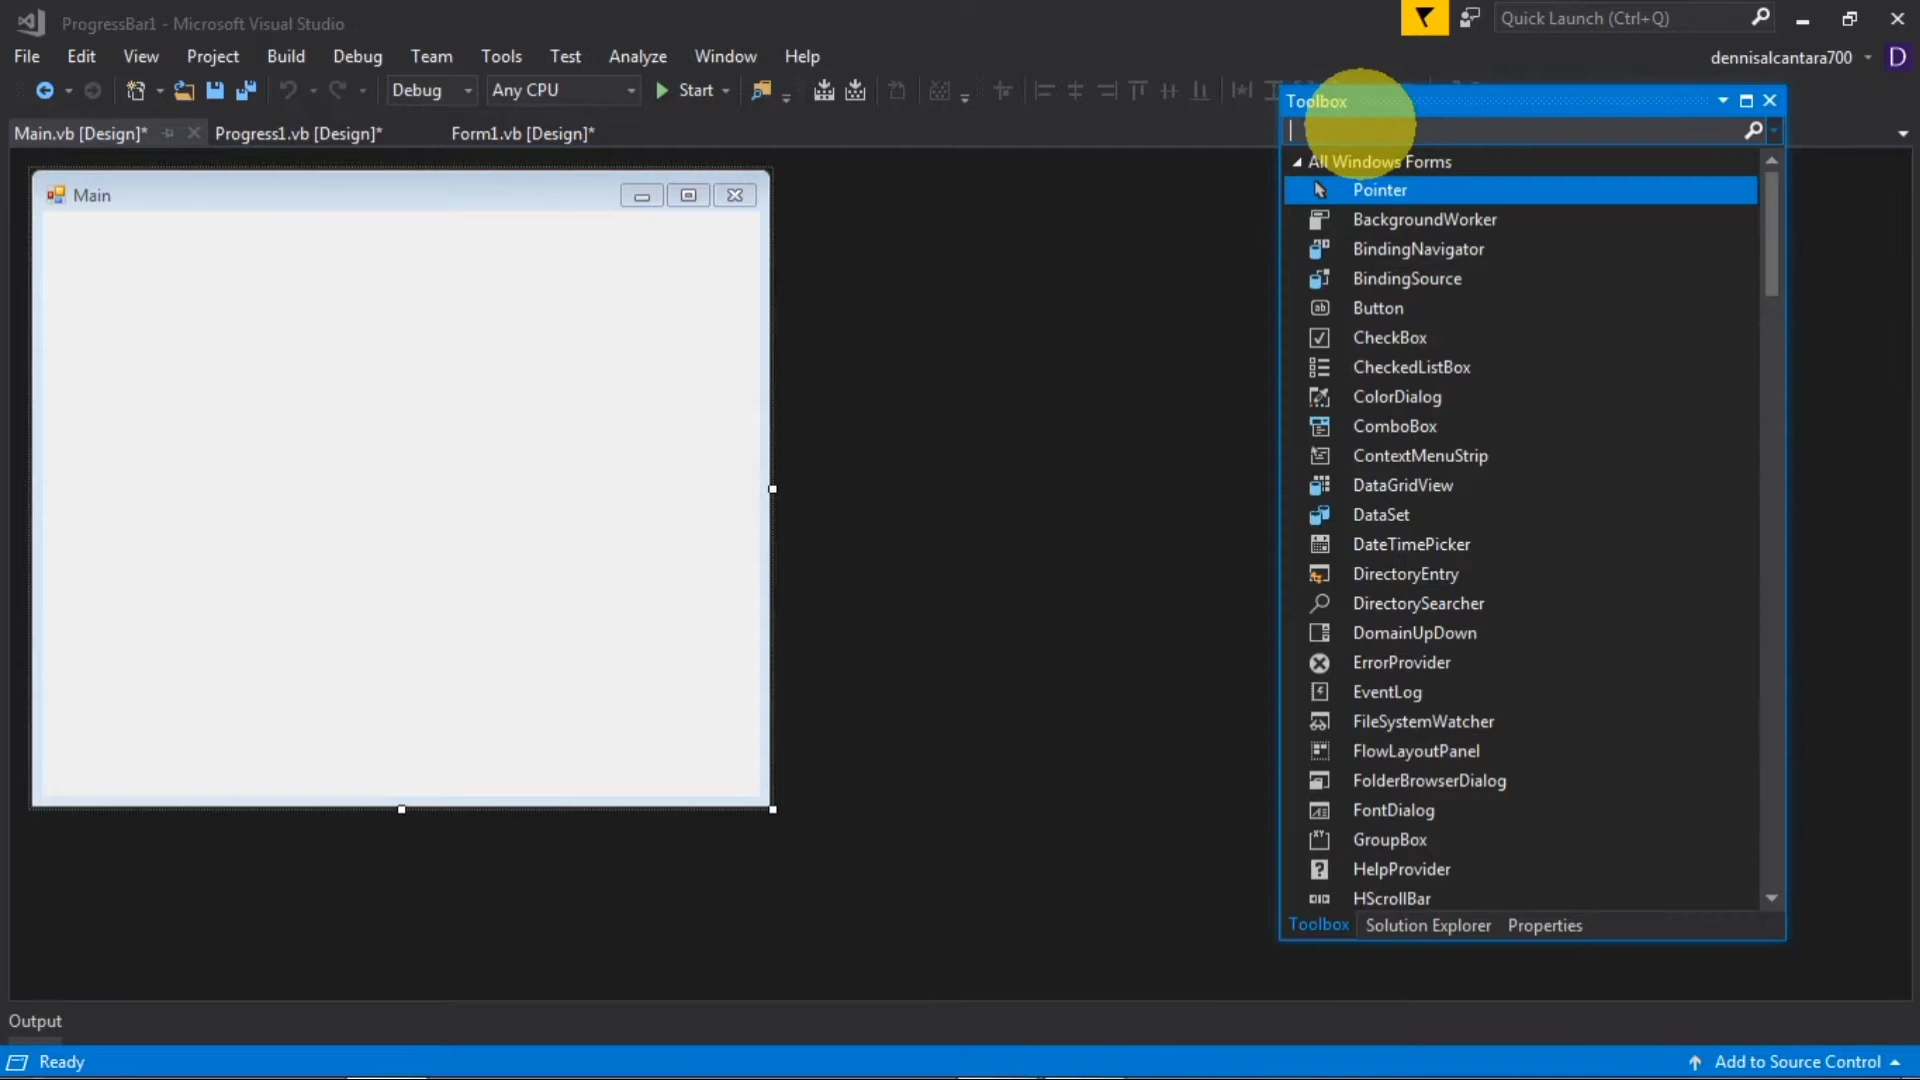 ProgressBar1 - Microsoft Visual Studio
Quick Launch (Ctrl+Q)
File Edit View Project Build Debug Team Tools Test Analyze Window Help
dennisalcantara700 D
Debug Any CPU Start
Main.vb [Design]* Progress1.vb [Design]* Form1.vb [Design]*
Main
Toolbox
All Windows Forms
Pointer
BackgroundWorker
BindingNavigator
BindingSource
Button
CheckBox
CheckedListBox
ColorDialog
ComboBox
ContextMenuStrip
DataGridView
DataSet
DateTimePicker
DirectoryEntry
DirectorySearcher
DomainUpDown
ErrorProvider
EventLog
FileSystemWatcher
FlowLayoutPanel
FolderBrowserDialog
FontDialog
GroupBox
HelpProvider
HScrollBar
Toolbox Solution Explorer Properties
Output
Ready
Add to Source Control